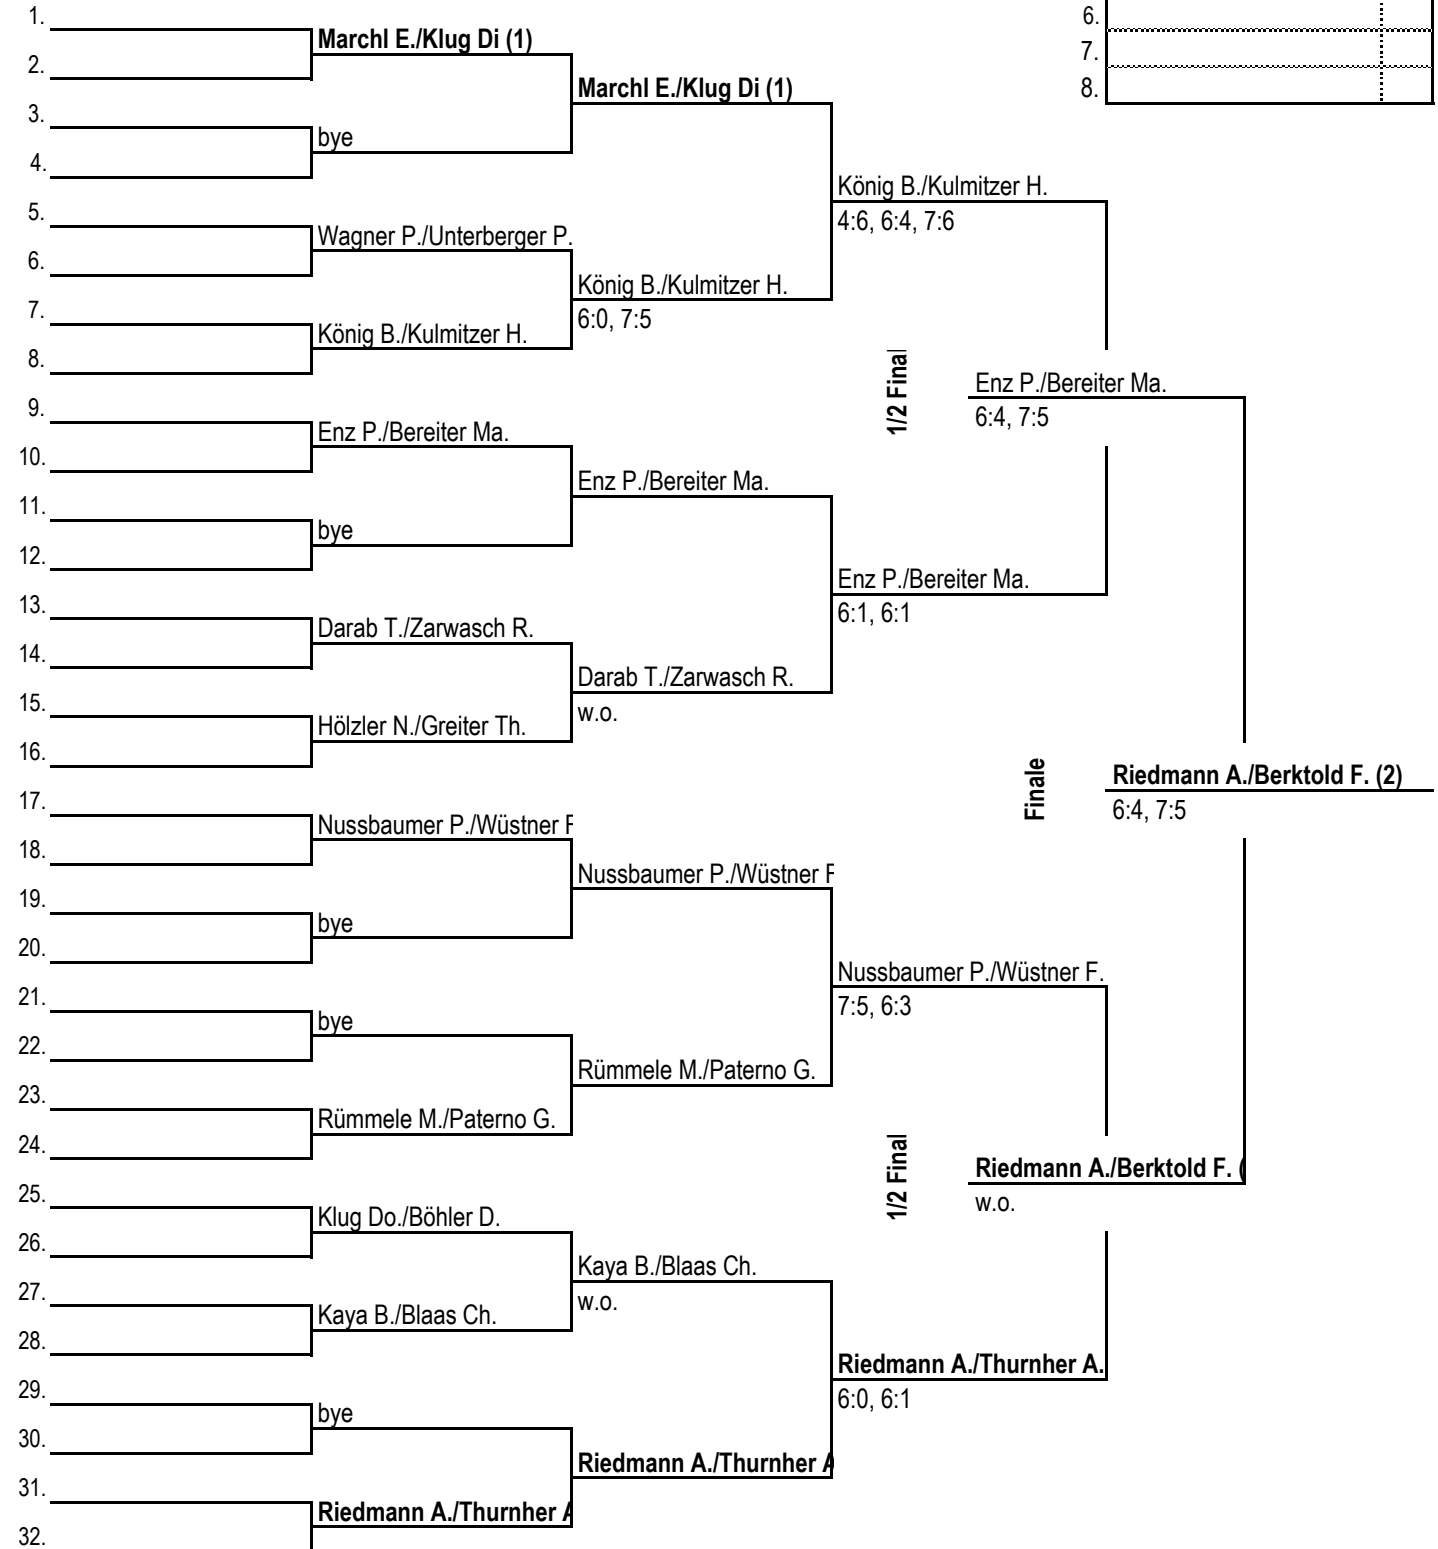 1.
Marchl E./Klug Di (1)
2.
Marchl E./Klug Di (1)
3.
bye
4.
König B./Kulmitzer H.
4:6, 6:4, 7:6
5.
Wagner P./Unterberger P.
6.
König B./Kulmitzer H.
6:0, 7:5
7.
König B./Kulmitzer H.
8.
1/2 Final
Enz P./Bereiter Ma.
6:4, 7:5
9.
Enz P./Bereiter Ma.
10.
Enz P./Bereiter Ma.
11.
bye
12.
Enz P./Bereiter Ma.
6:1, 6:1
13.
Darab T./Zarwasch R.
14.
Darab T./Zarwasch R.
w.o.
15.
Hölzler N./Greiter Th.
16.
Finale
Riedmann A./Berktold F. (2)
6:4, 7:5
17.
Nussbaumer P./Wüstner F
18.
Nussbaumer P./Wüstner F
19.
bye
20.
Nussbaumer P./Wüstner F.
7:5, 6:3
21.
bye
22.
Rümmele M./Paterno G.
23.
Rümmele M./Paterno G.
24.
1/2 Final
Riedmann A./Berktold F. (
w.o.
25.
Klug Do./Böhler D.
26.
Kaya B./Blaas Ch.
w.o.
27.
Kaya B./Blaas Ch.
28.
Riedmann A./Thurnher A.
6:0, 6:1
29.
bye
30.
Riedmann A./Thurnher A
31.
Riedmann A./Thurnher A
32.
6.
7.
8.